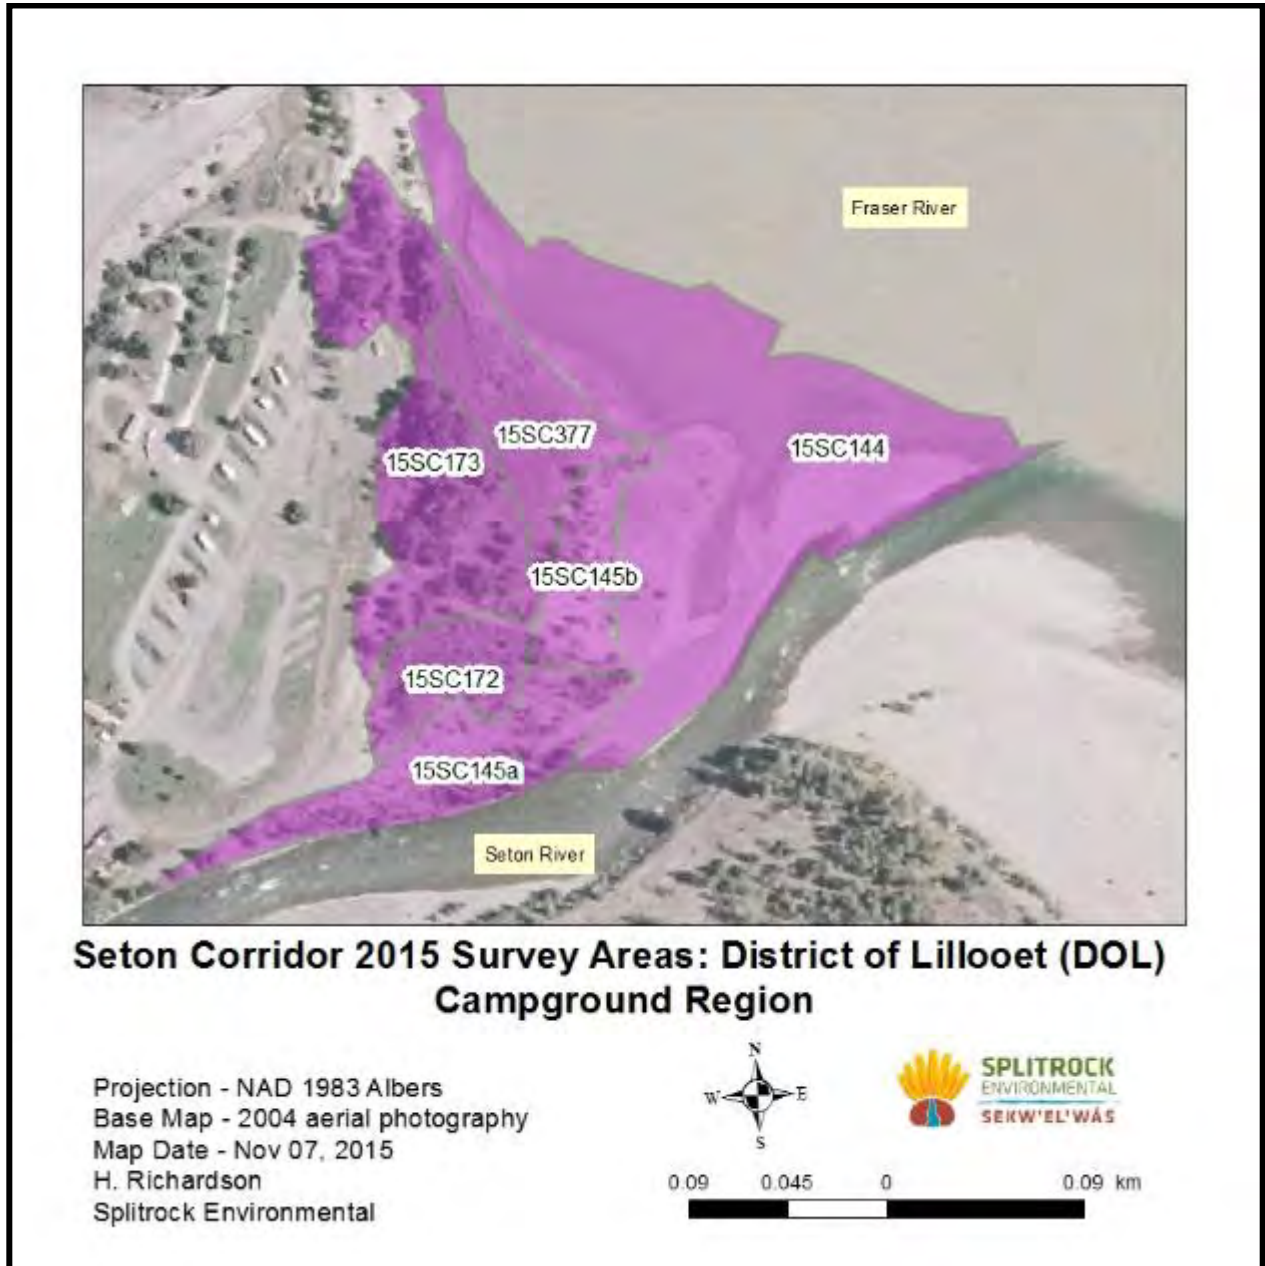 Fraser River
15SC377
15SC173
15SC144
15SC145b
15SC172
15SC145a
Seton River
Seton Corridor 2015 Survey Areas: District of Lillooet (DOL)
Campground Region
Projection - NAD 1983 Albers
Base Map - 2004 aerial photography
Map Date - Nov 07, 2015
H. Richardson
Splitrock Environmental
N
W E
S
SPLITROCK
ENVIRONMENTAL
SEKW'EL'WÁS
0.09 0.045 0 0.09 km